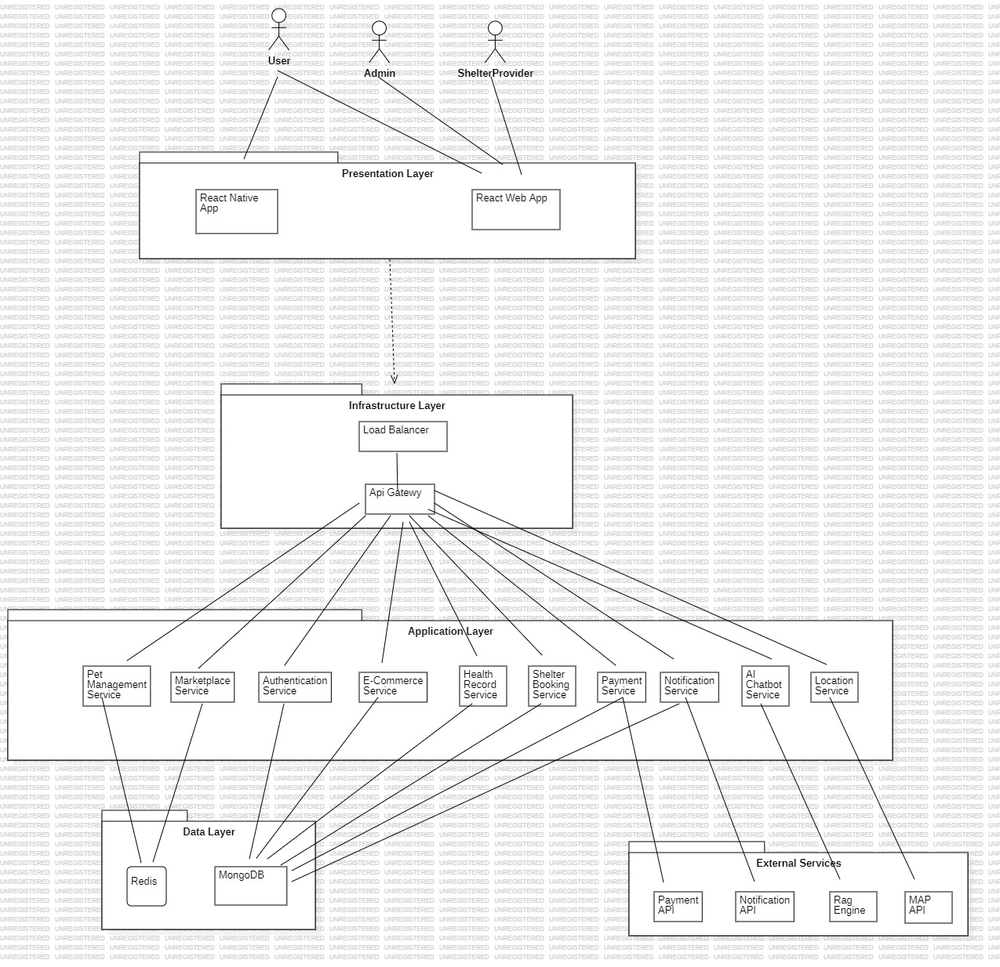 User
Admin
ShelterProvider
Presentation Layer
React Native
App
React Web App
Infrastructure Layer
Load Balancer
Api Gatewy
Application Layer
Pet
Management
Service
Marketplace
Service
Authentication
Service
E-Commerce
Service
Health
Record
Service
Shelter
Booking
Service
Payment
Service
Notification
Service
AI
Chatbot
Service
Location
Service
Data Layer
Redis
MongoDB
External Services
Payment
API
Notification
API
Rag
Engine
MAP
API
UNREGISTERED